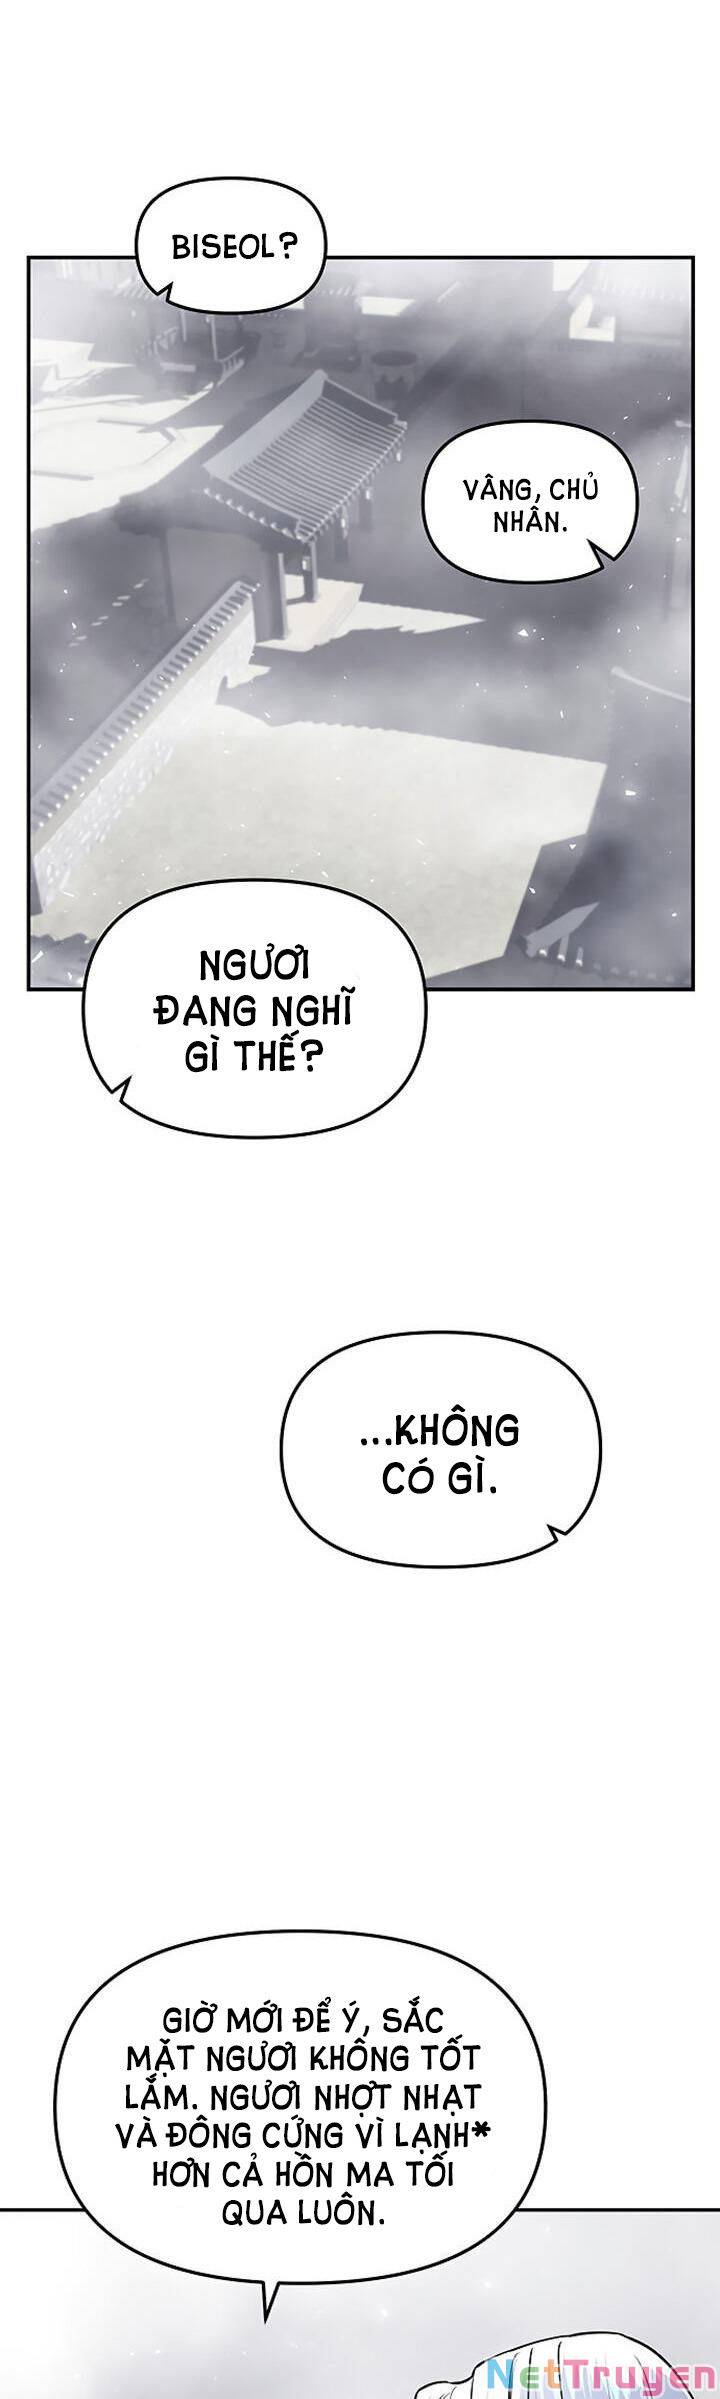 BISEOL?
VÂNG, CHỦ
NHÂN.
NGƯƠI
ĐANG NGHĨ
GÌ THẾ?
...KHÔNG
CÓ GÌ.
GIỜ MỚI ĐỂ Ý, SẮC
MẶT NGƯƠI KHÔNG TỐT
LẮM. NGƯƠI NHỢT NHẠT
VÀ ĐÔNG CỨNG VÌ LẠNH*
HƠN CẢ HỒN MA TỐI
QUA LUÔN.
NetTruyen